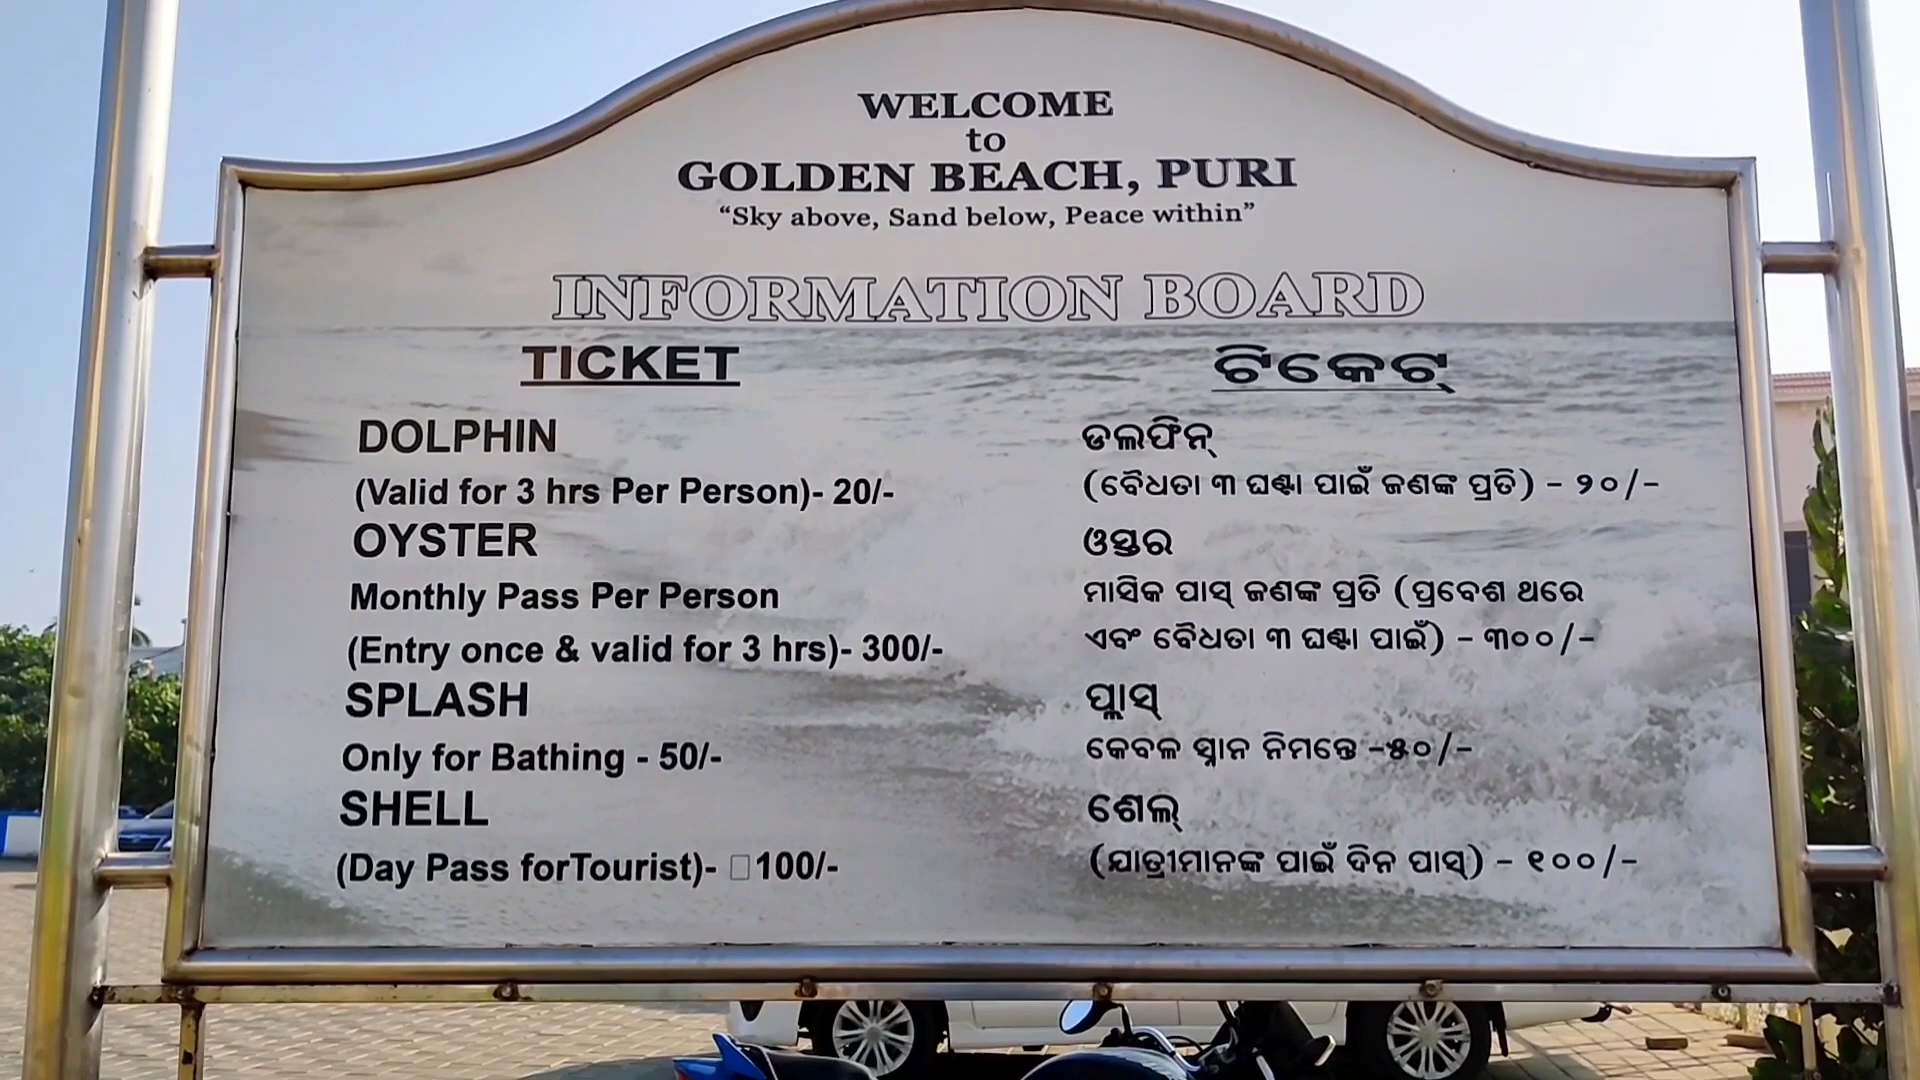 WELCOME
to
GOLDEN BEACH, PURI
“Sky above, Sand below, Peace within”
INFORMATION BOARD
TICKET
DOLPHIN
(Valid for 3 hrs Per Person)- 20/-
OYSTER
Monthly Pass Per Person
(Entry once & valid for 3 hrs)- 300/-
SPLASH
Only for Bathing - 50/-
SHELL
(Day Pass forTourist)- □100/-
ଟିକେଟ୍
ଡଲଫିନ୍
(ବୈଧତା ୩ ଘଣ୍ଟା ପାଇଁ ଜଣଙ୍କ ପ୍ରତି) - ୨୦/-
ଓସ୍ତର
ମାସିକ ପାସ୍ ଜଣଙ୍କ ପ୍ରତି (ପ୍ରବେଶ ଥରେ
ଏବଂ ବୈଧତା ୩ ଘଣ୍ଟା ପାଇଁ) - ୩୦୦/-
ପ୍ଲାସ୍
କେବଳ ସ୍ନାନ ନିମନ୍ତେ -୫୦/-
ଶେଲ୍
(ଯାତ୍ରୀମାନଙ୍କ ପାଇଁ ଦିନ ପାସ୍) - ୧୦୦/-